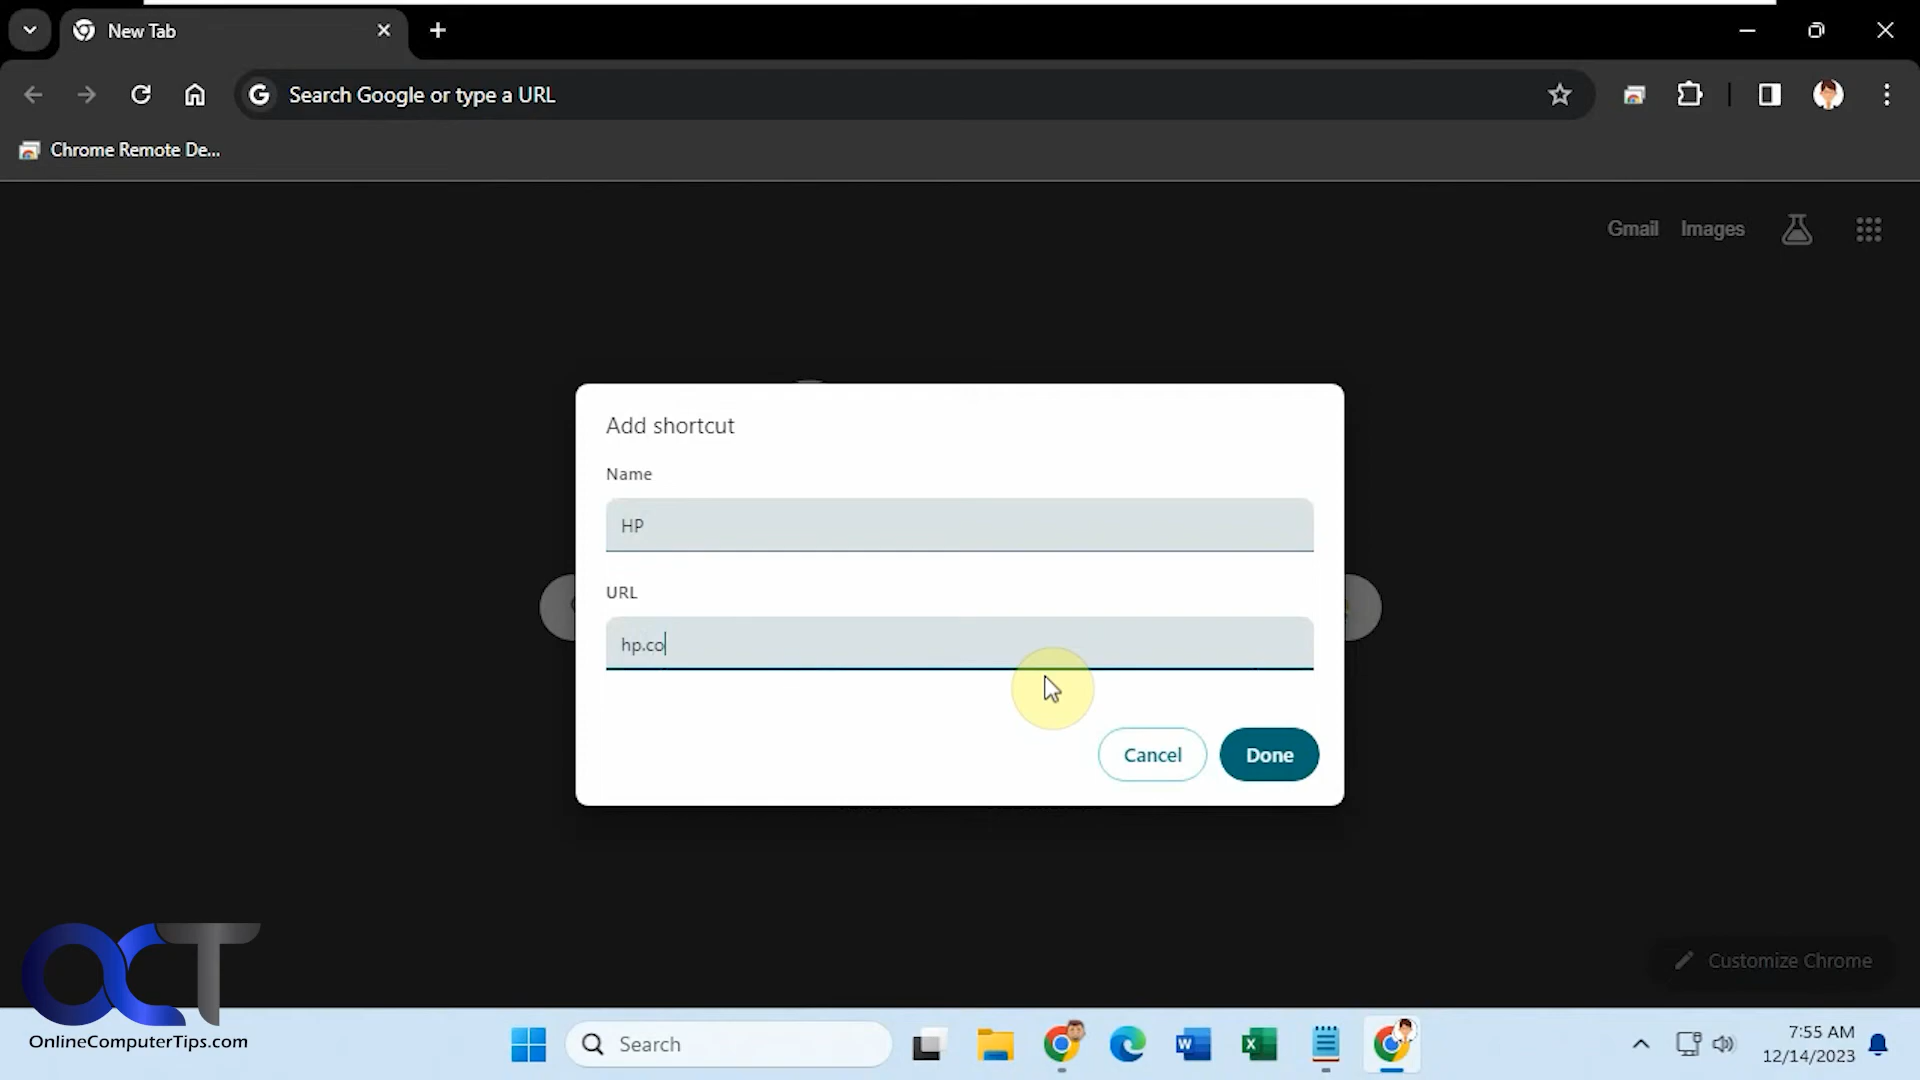 New Tab
Search Google or type a URL
Chrome Remote De...
Gmail Images
Add shortcut
Name
HP
URL
hp.co
Cancel Done
Customize Chrome
OCT
OnlineComputerTips.com
Search
7:55 AM
12/14/2023